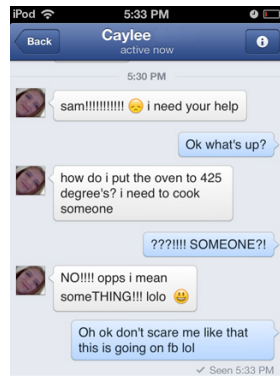 iPod 5:33 PM
Back Caylee
active now
5:30 PM
sam!!!!!!!!!!! 😞 i need your help
Ok what's up?
how do i put the oven to 425
degree's? i need to cook
someone
???!!!! SOMEONE?!
NO!!!! opps i mean
someTHING!!! lolo 😃
Oh ok don't scare me like that
this is going on fb lol
✓ Seen 5:33 PM